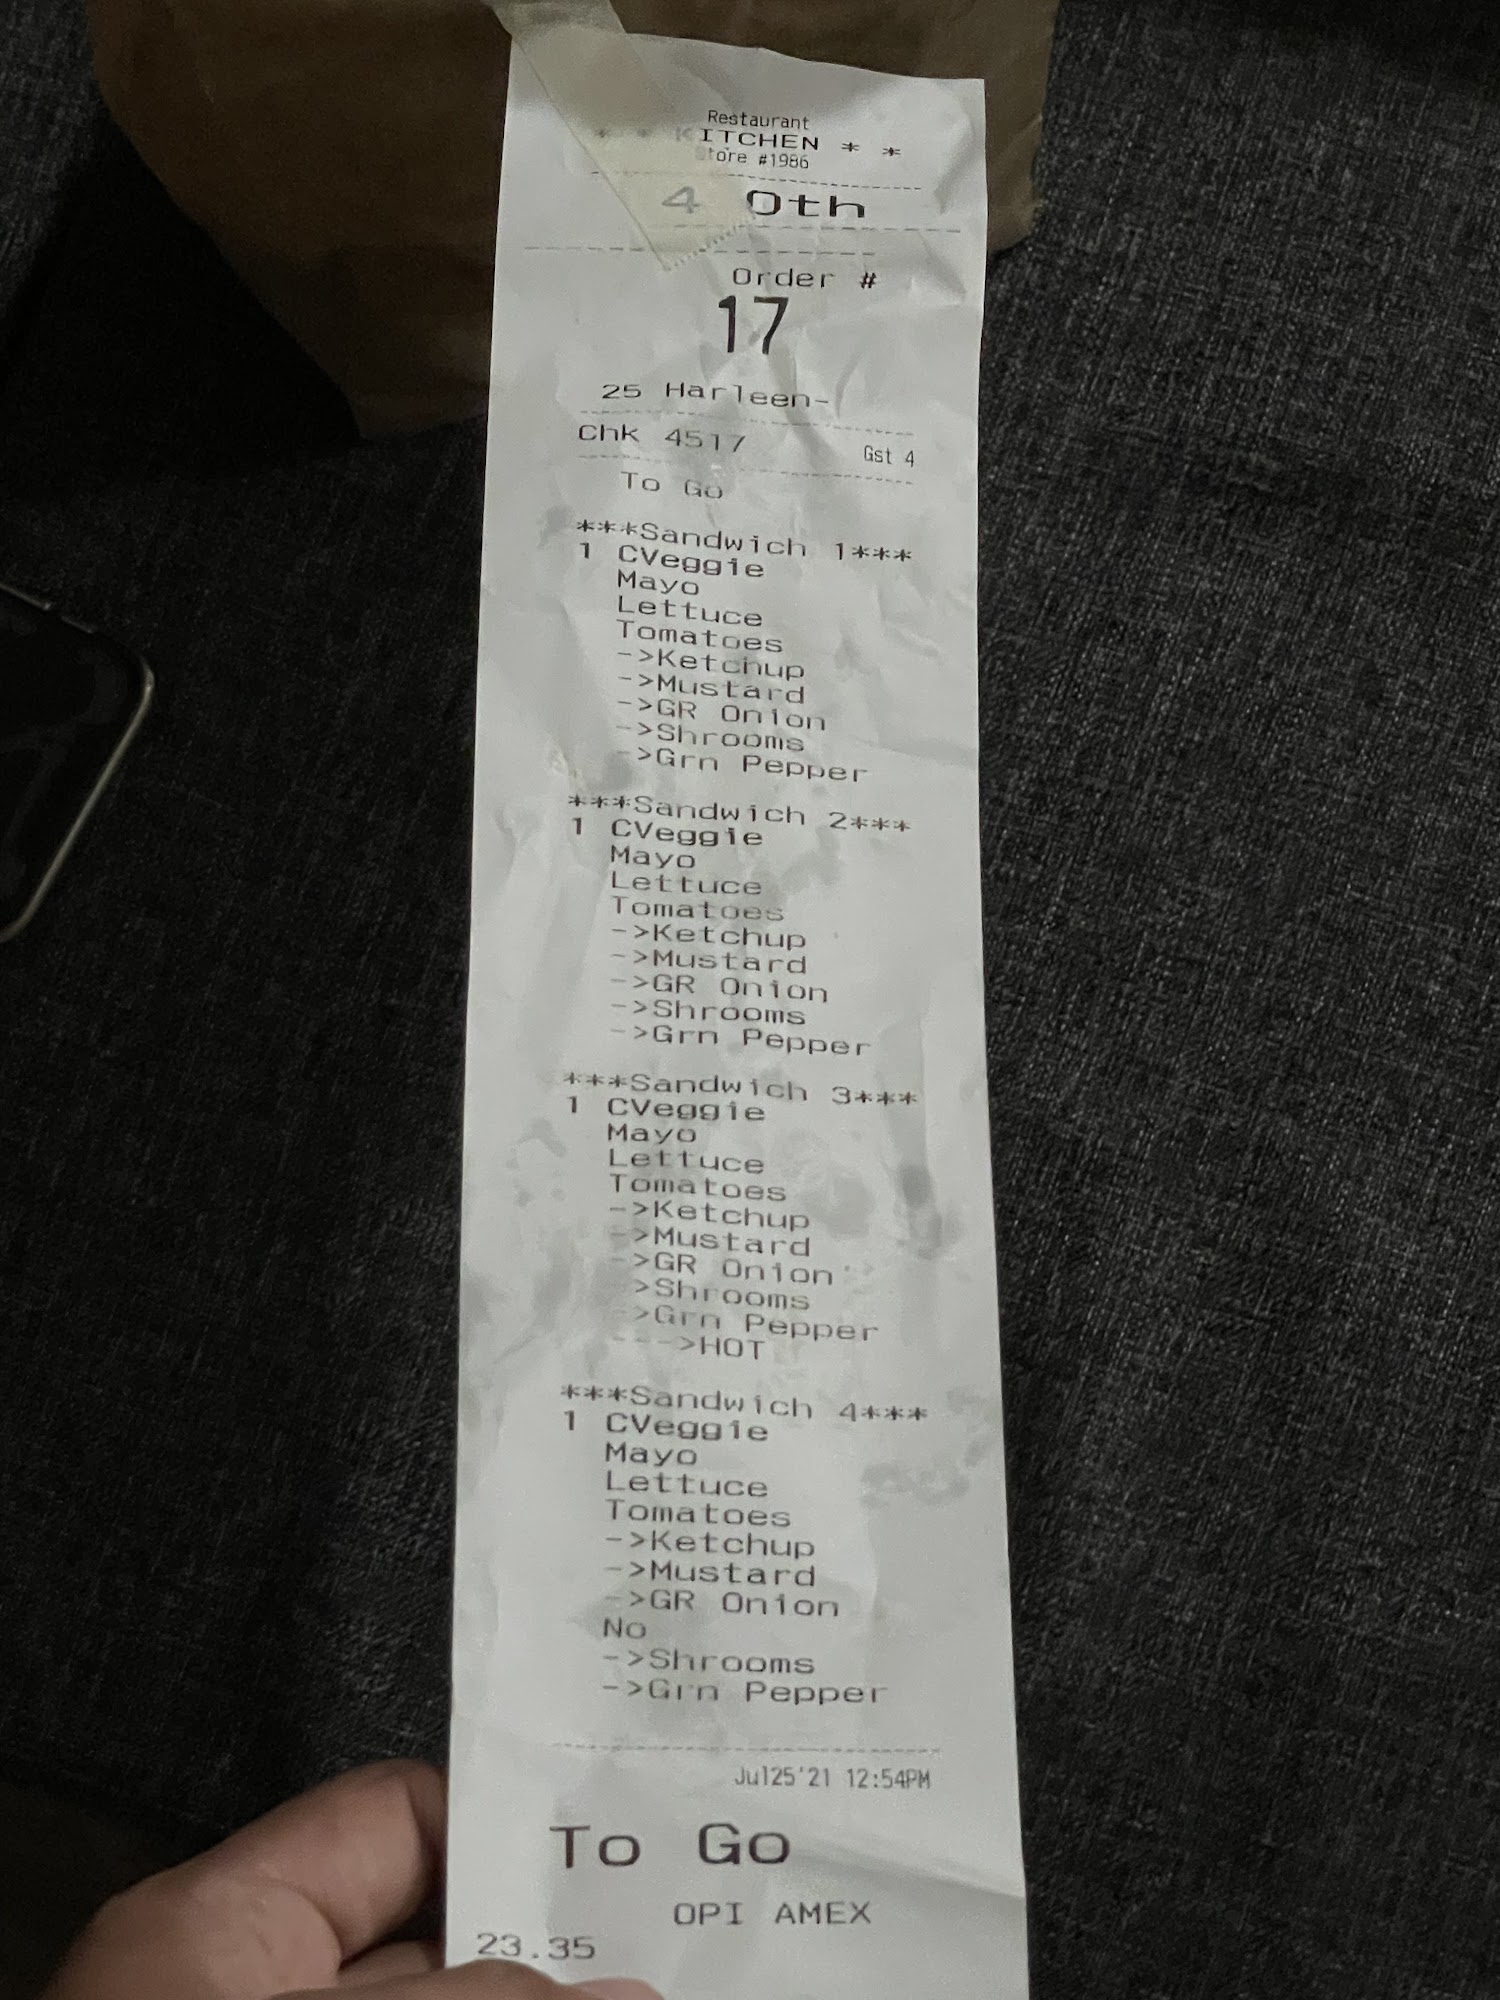 Restaurant
* * KITCHEN * *
Store #1986
4 Oth
Order #
17
25 Harleen-
Chk 4517 Gst 4
To Go
***Sandwich 1***
1 CVeggie
Mayo
Lettuce
Tomatoes
->Ketchup
->Mustard
->GR Onion
->Shrooms
->Grn Pepper
***Sandwich 2***
1 CVeggie
Mayo
Lettuce
Tomatoes
->Ketchup
->Mustard
->GR Onion
->Shrooms
->Grn Pepper
***Sandwich 3***
1 CVeggie
Mayo
Lettuce
Tomatoes
->Ketchup
->Mustard
->GR Onion
>Shrooms
->Grn Pepper
--->HOT
***Sandwich 4***
1 CVeggie
Mayo
Lettuce
Tomatoes
->Ketchup
->Mustard
->GR Onion
No
->Shrooms
->Grn Pepper
Jul25'21 12:54PM
To Go
OPI AMEX
23.35